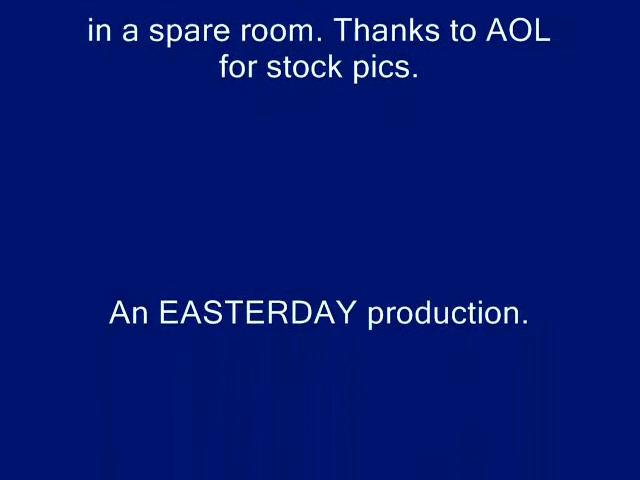 in a spare room. Thanks to AOL
for stock pics.
An EASTERDAY production.